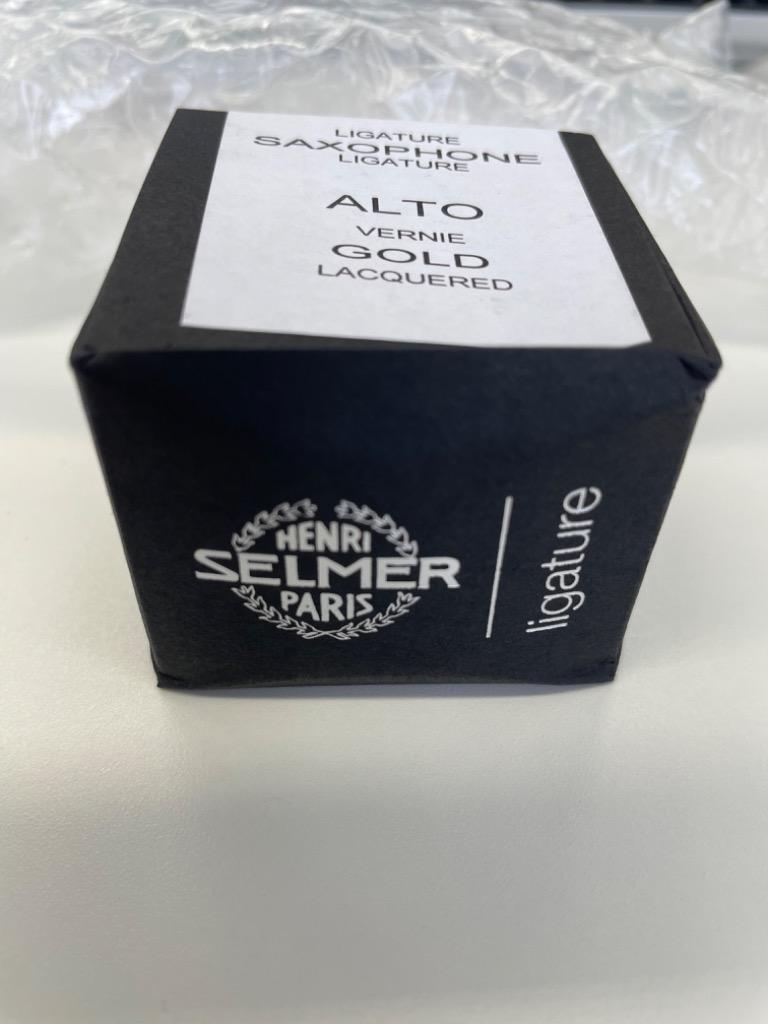 LIGATURE
SAXOPHONE
LIGATURE
ALTO
VERNIE
GOLD
LACQUERED
HENRI
SELMER
PARIS
ligature